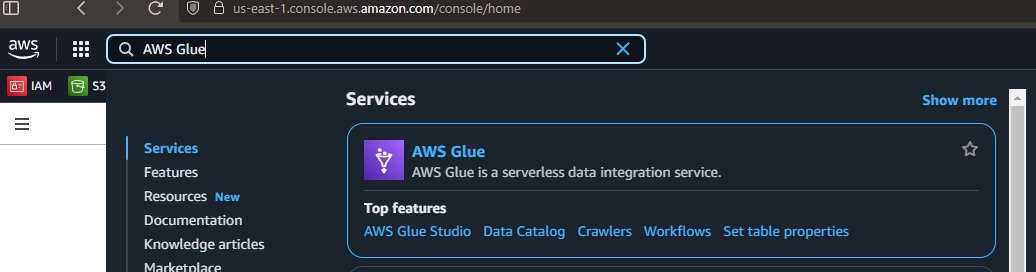 us-east-1.console.aws.amazon.com/console/home
aws
AWS Glue
IAM
S3
Services
Show more
Services
Features
Resources New
Documentation
Knowledge articles
Marketplace
AWS Glue
AWS Glue is a serverless data integration service.
Top features
AWS Glue Studio Data Catalog Crawlers Workflows Set table properties